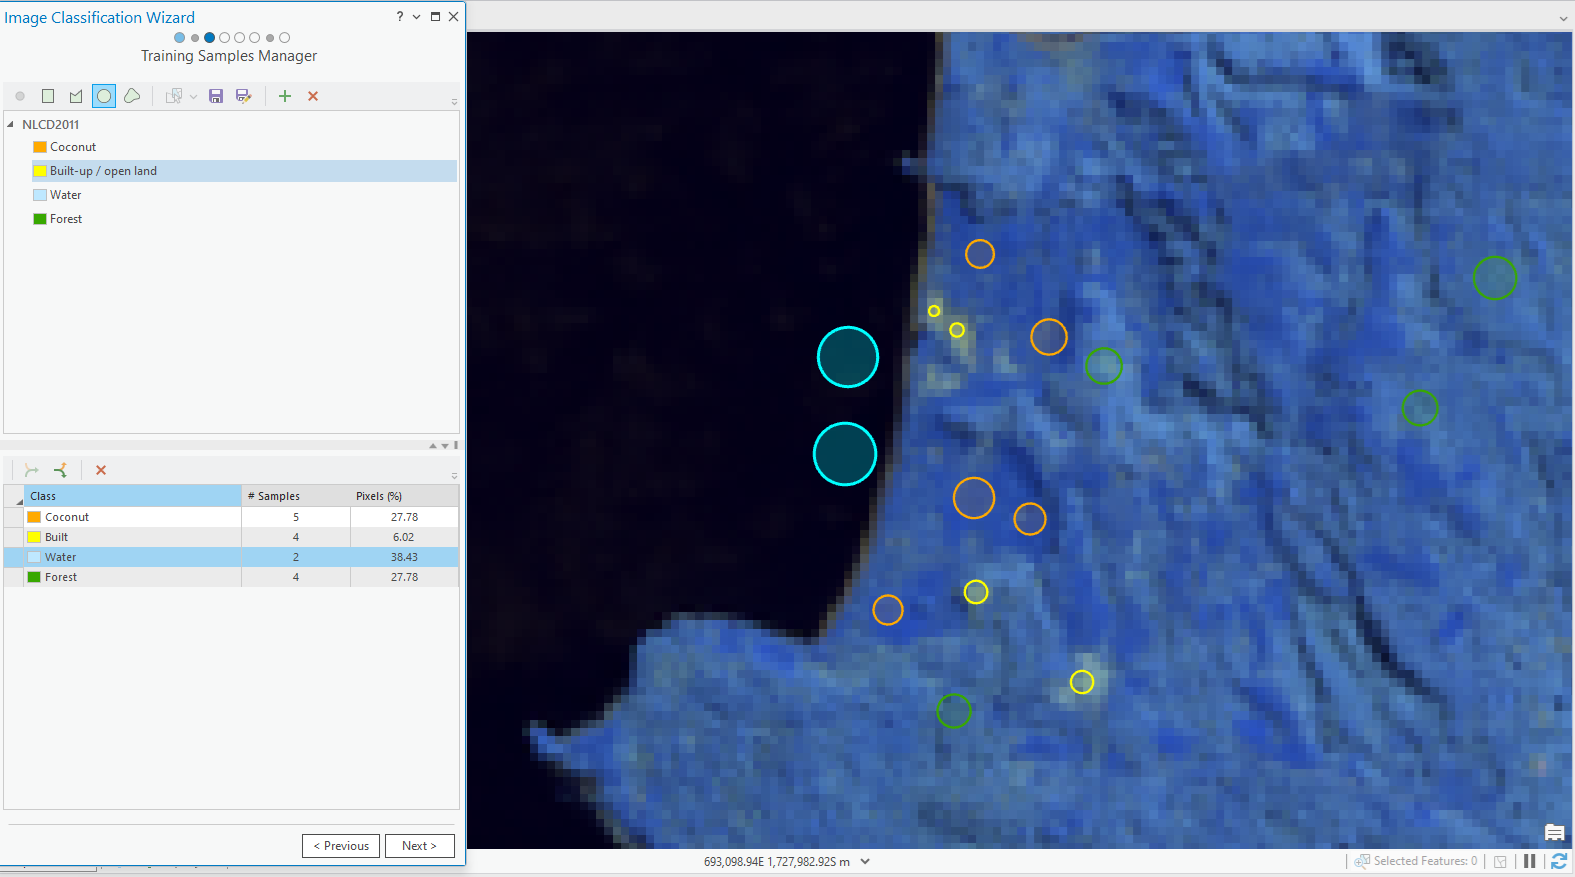 Image Classification Wizard
?
Training Samples Manager
NLCD2011
Coconut
Built-up / open land
Water
Forest
Class # Samples Pixels (%)
Coconut 5 27.78
Built 4 6.02
Water 2 38.43
Forest 4 27.78
< Previous Next >
693,098.94E 1,727,982.92S m
Selected Features: 0